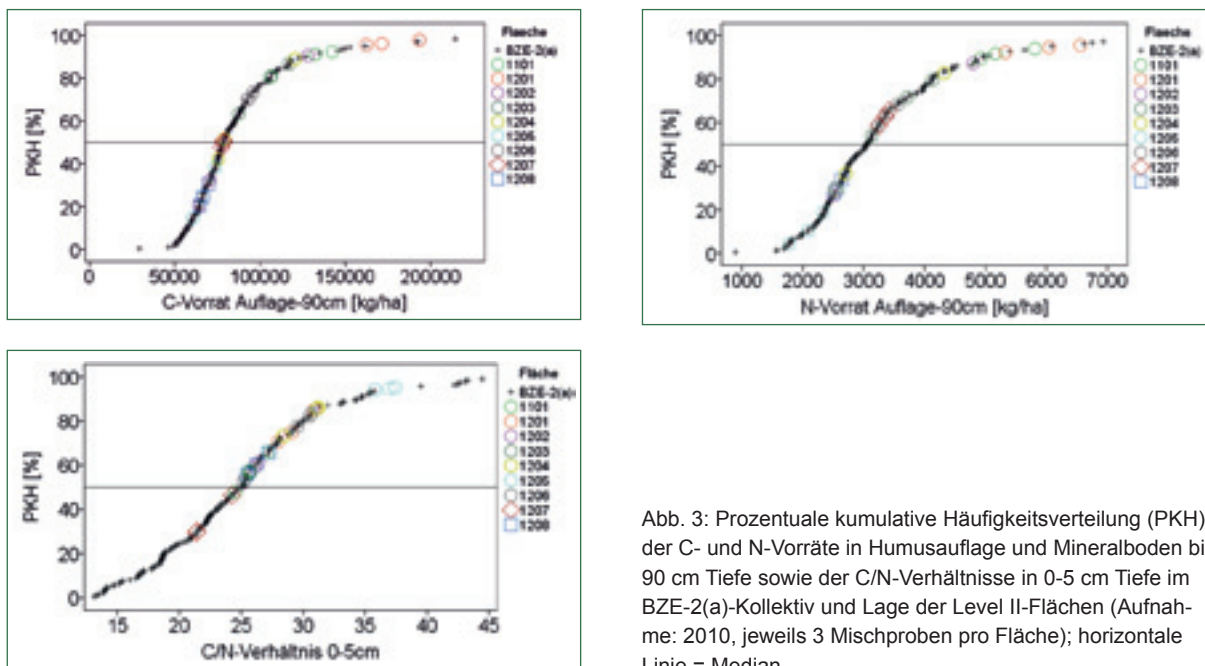 Flaeche
BZE-2(a)
1101
1201
1202
1203
1204
1205
1206
1207
1208
100
80
60
40
20
0
PKH [%]
0 50000 100000 150000 200000
C-Vorrat Auflage-90cm [kg/ha]
Flaeche
BZE-2(a)
1101
1201
1202
1203
1204
1205
1206
1207
1208
100
80
60
40
20
0
PKH [%]
1000 2000 3000 4000 5000 6000 7000
N-Vorrat Auflage-90cm [kg/ha]
Fläche
BZE-2(a)
1101
1201
1202
1203
1204
1205
1206
1207
1208
100
80
60
40
20
0
PKH [%]
15 20 25 30 35 40 45
C/N-Verhältnis 0-5cm
Abb. 3: Prozentuale kumulative Häufigkeitsverteilung (PKH)
der C- und N-Vorräte in Humusauflage und Mineralboden bi
90 cm Tiefe sowie der C/N-Verhältnisse in 0-5 cm Tiefe im
BZE-2(a)-Kollektiv und Lage der Level II-Flächen (Aufnah-
me: 2010, jeweils 3 Mischproben pro Fläche); horizontale
Linie = Median